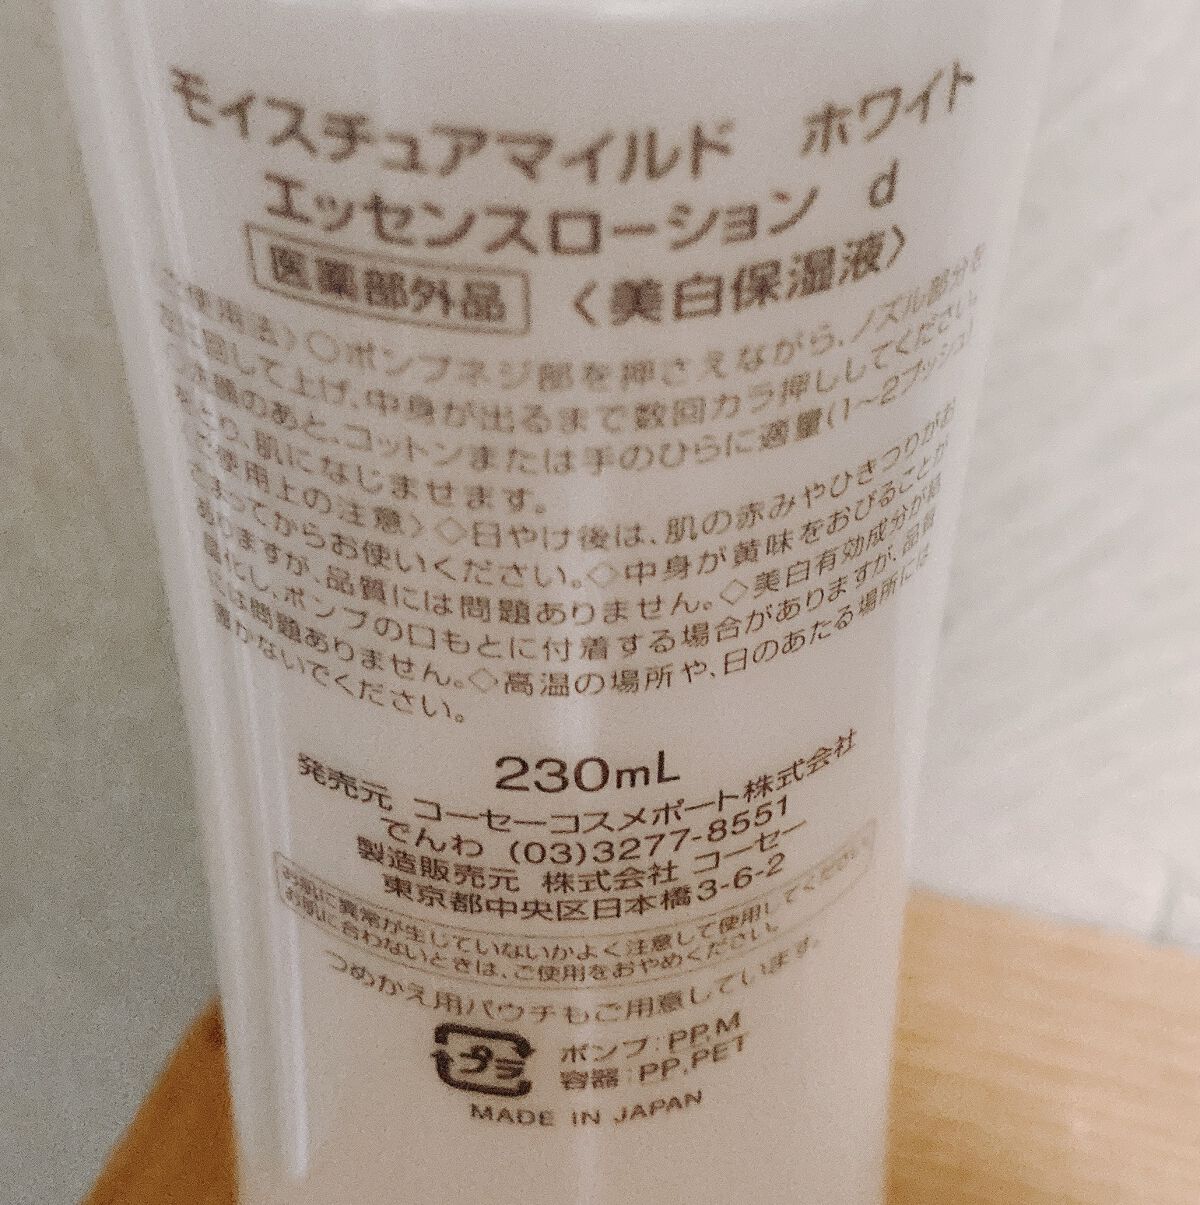 モイスチュアマイルド ホワイト
エッセンスローション d
医薬部外品 〈美白保湿液〉
使用法〉○ポンプネジ部を押さえながら、ノズル部分を
に回して上げ、中身が出るまで数回カラ押ししてください。
のあと、コットンまたは手のひらに適量(1〜2プッシュ)
とり、肌になじませます。
使用上の注意〉◇日やけ後は、肌の赤みやひきつりがお
さまってからお使いください。◇中身が黄味をおびることが
ありますが、品質には問題ありません。◇美白有効成分が結
晶化し、ポンプの口もとに付着する場合がありますが、品質
には問題ありません。◇高温の場所や、日のあたる場所には
置かないでください。
230mL
発売元 コーセーコスメポート株式会社
でんわ (03)3277-8551
製造販売元 株式会社 コーセー
東京都中央区日本橋3-6-2
お肌に異常が生じていないかよく注意して使用してください。
お肌に合わないときは、ご使用をおやめください。
つめかえ用パウチもご用意しています。
プラ
ポンプ:PP,M
容器:PP,PET
MADE IN JAPAN